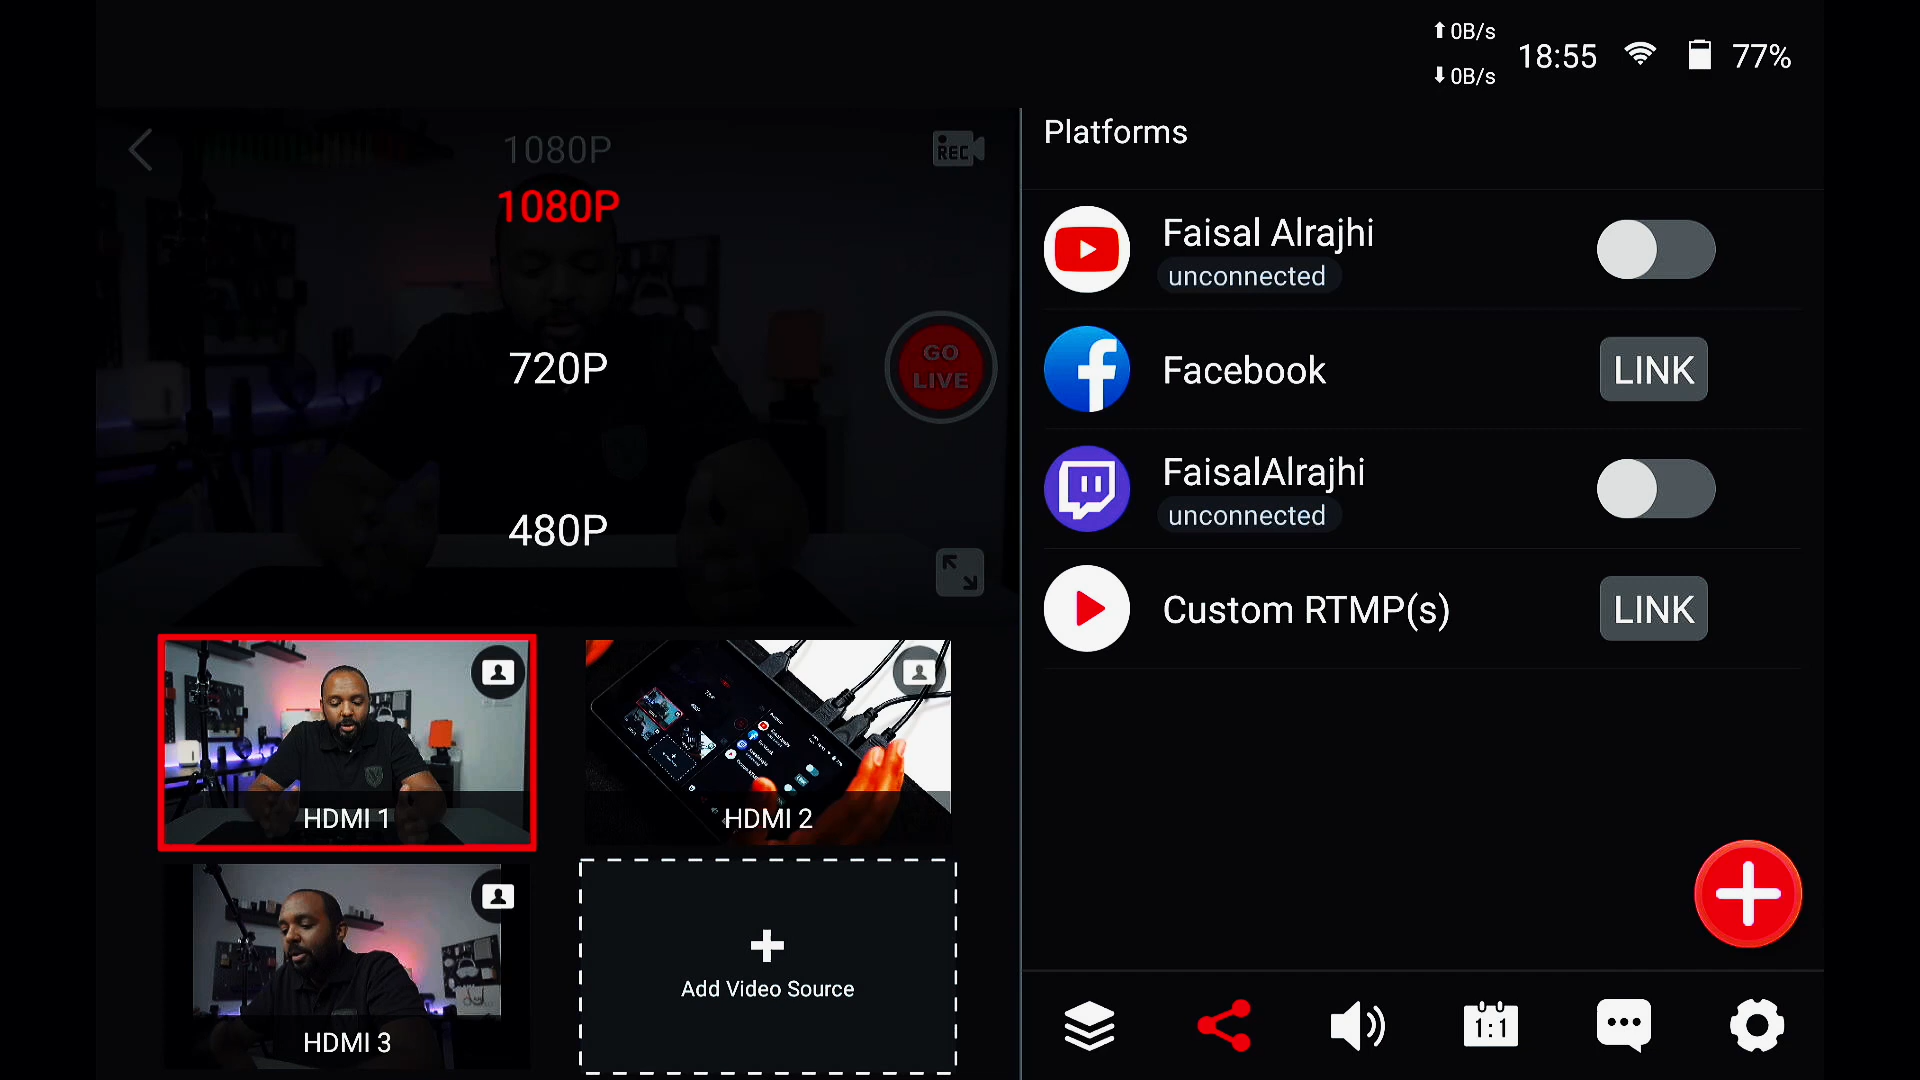 0B/s
0B/s
18:55
77%
1080P
REC
1080P
720P
480P
GO
LIVE
HDMI 1
HDMI 2
HDMI 3
Add Video Source
Platforms
Faisal Alrajhi
unconnected
Facebook
LINK
FaisalAlrajhi
unconnected
Custom RTMP(s)
LINK
1:1